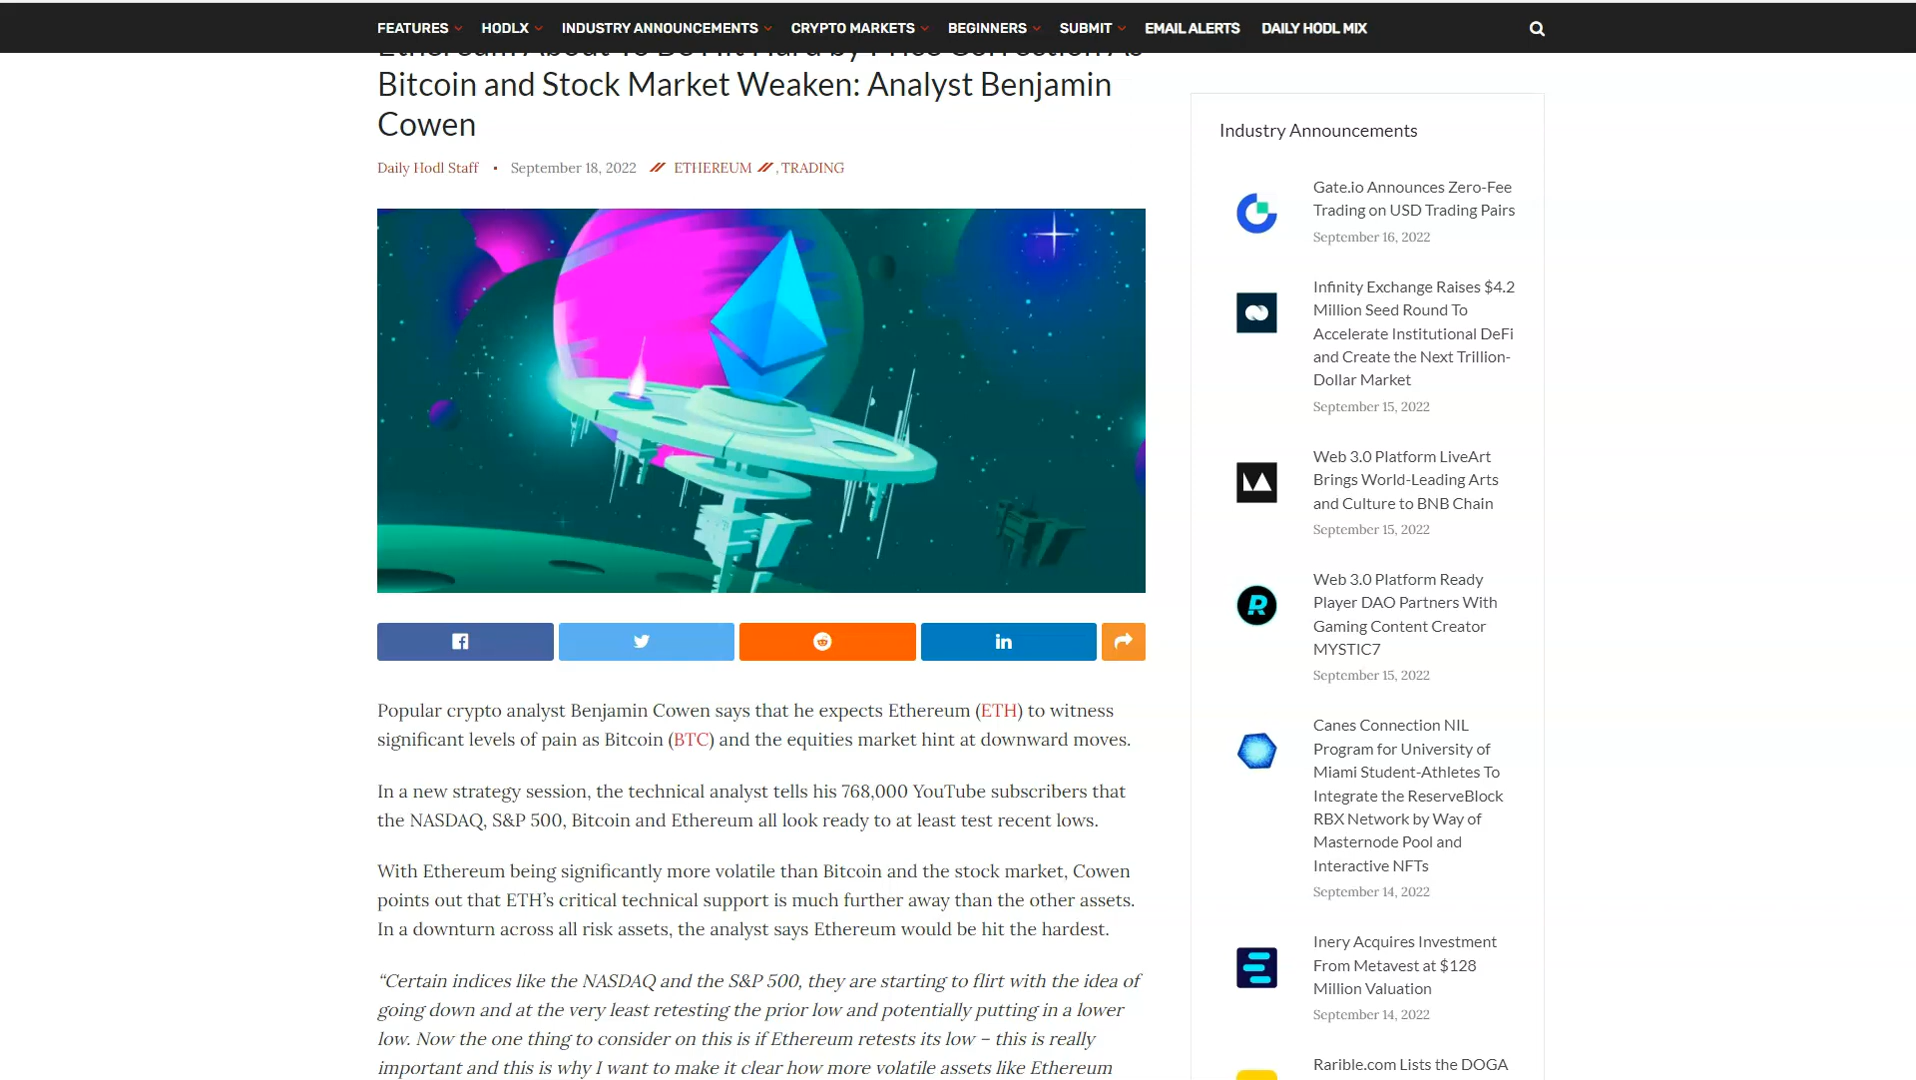 FEATURES HODLX INDUSTRY ANNOUNCEMENTS CRYPTO MARKETS BEGINNERS SUBMIT EMAIL ALERTS DAILY HODL MIX
Ethereum About To Be Hit Hard by Price Correction As
Bitcoin and Stock Market Weaken: Analyst Benjamin
Cowen
Daily Hodl Staff • September 18, 2022 // ETHEREUM // , TRADING
Popular crypto analyst Benjamin Cowen says that he expects Ethereum (ETH) to witness
significant levels of pain as Bitcoin (BTC) and the equities market hint at downward moves.
In a new strategy session, the technical analyst tells his 768,000 YouTube subscribers that
the NASDAQ, S&P 500, Bitcoin and Ethereum all look ready to at least test recent lows.
With Ethereum being significantly more volatile than Bitcoin and the stock market, Cowen
points out that ETH’s critical technical support is much further away than the other assets.
In a downturn across all risk assets, the analyst says Ethereum would be hit the hardest.
“Certain indices like the NASDAQ and the S&P 500, they are starting to flirt with the idea of
going down and at the very least retesting the prior low and potentially putting in a lower
low. Now the one thing to consider on this is if Ethereum retests its low – this is really
important and this is why I want to make it clear how more volatile assets like Ethereum
Industry Announcements
Gate.io Announces Zero-Fee
Trading on USD Trading Pairs
September 16, 2022
Infinity Exchange Raises $4.2
Million Seed Round To
Accelerate Institutional DeFi
and Create the Next Trillion-
Dollar Market
September 15, 2022
Web 3.0 Platform LiveArt
Brings World-Leading Arts
and Culture to BNB Chain
September 15, 2022
Web 3.0 Platform Ready
Player DAO Partners With
Gaming Content Creator
MYSTIC7
September 15, 2022
Canes Connection NIL
Program for University of
Miami Student-Athletes To
Integrate the ReserveBlock
RBX Network by Way of
Masternode Pool and
Interactive NFTs
September 14, 2022
Inery Acquires Investment
From Metavest at $128
Million Valuation
September 14, 2022
Rarible.com Lists the DOGA